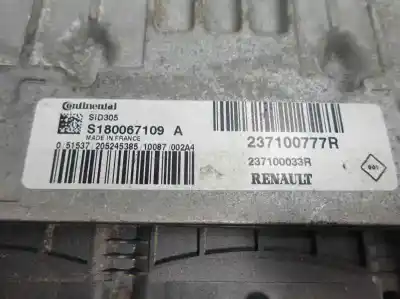 Continental
SID305
S180067109 A
MADE IN FRANCE
0 51537 205245385 10087 002A4
237100777R
237100033R
RENAULT